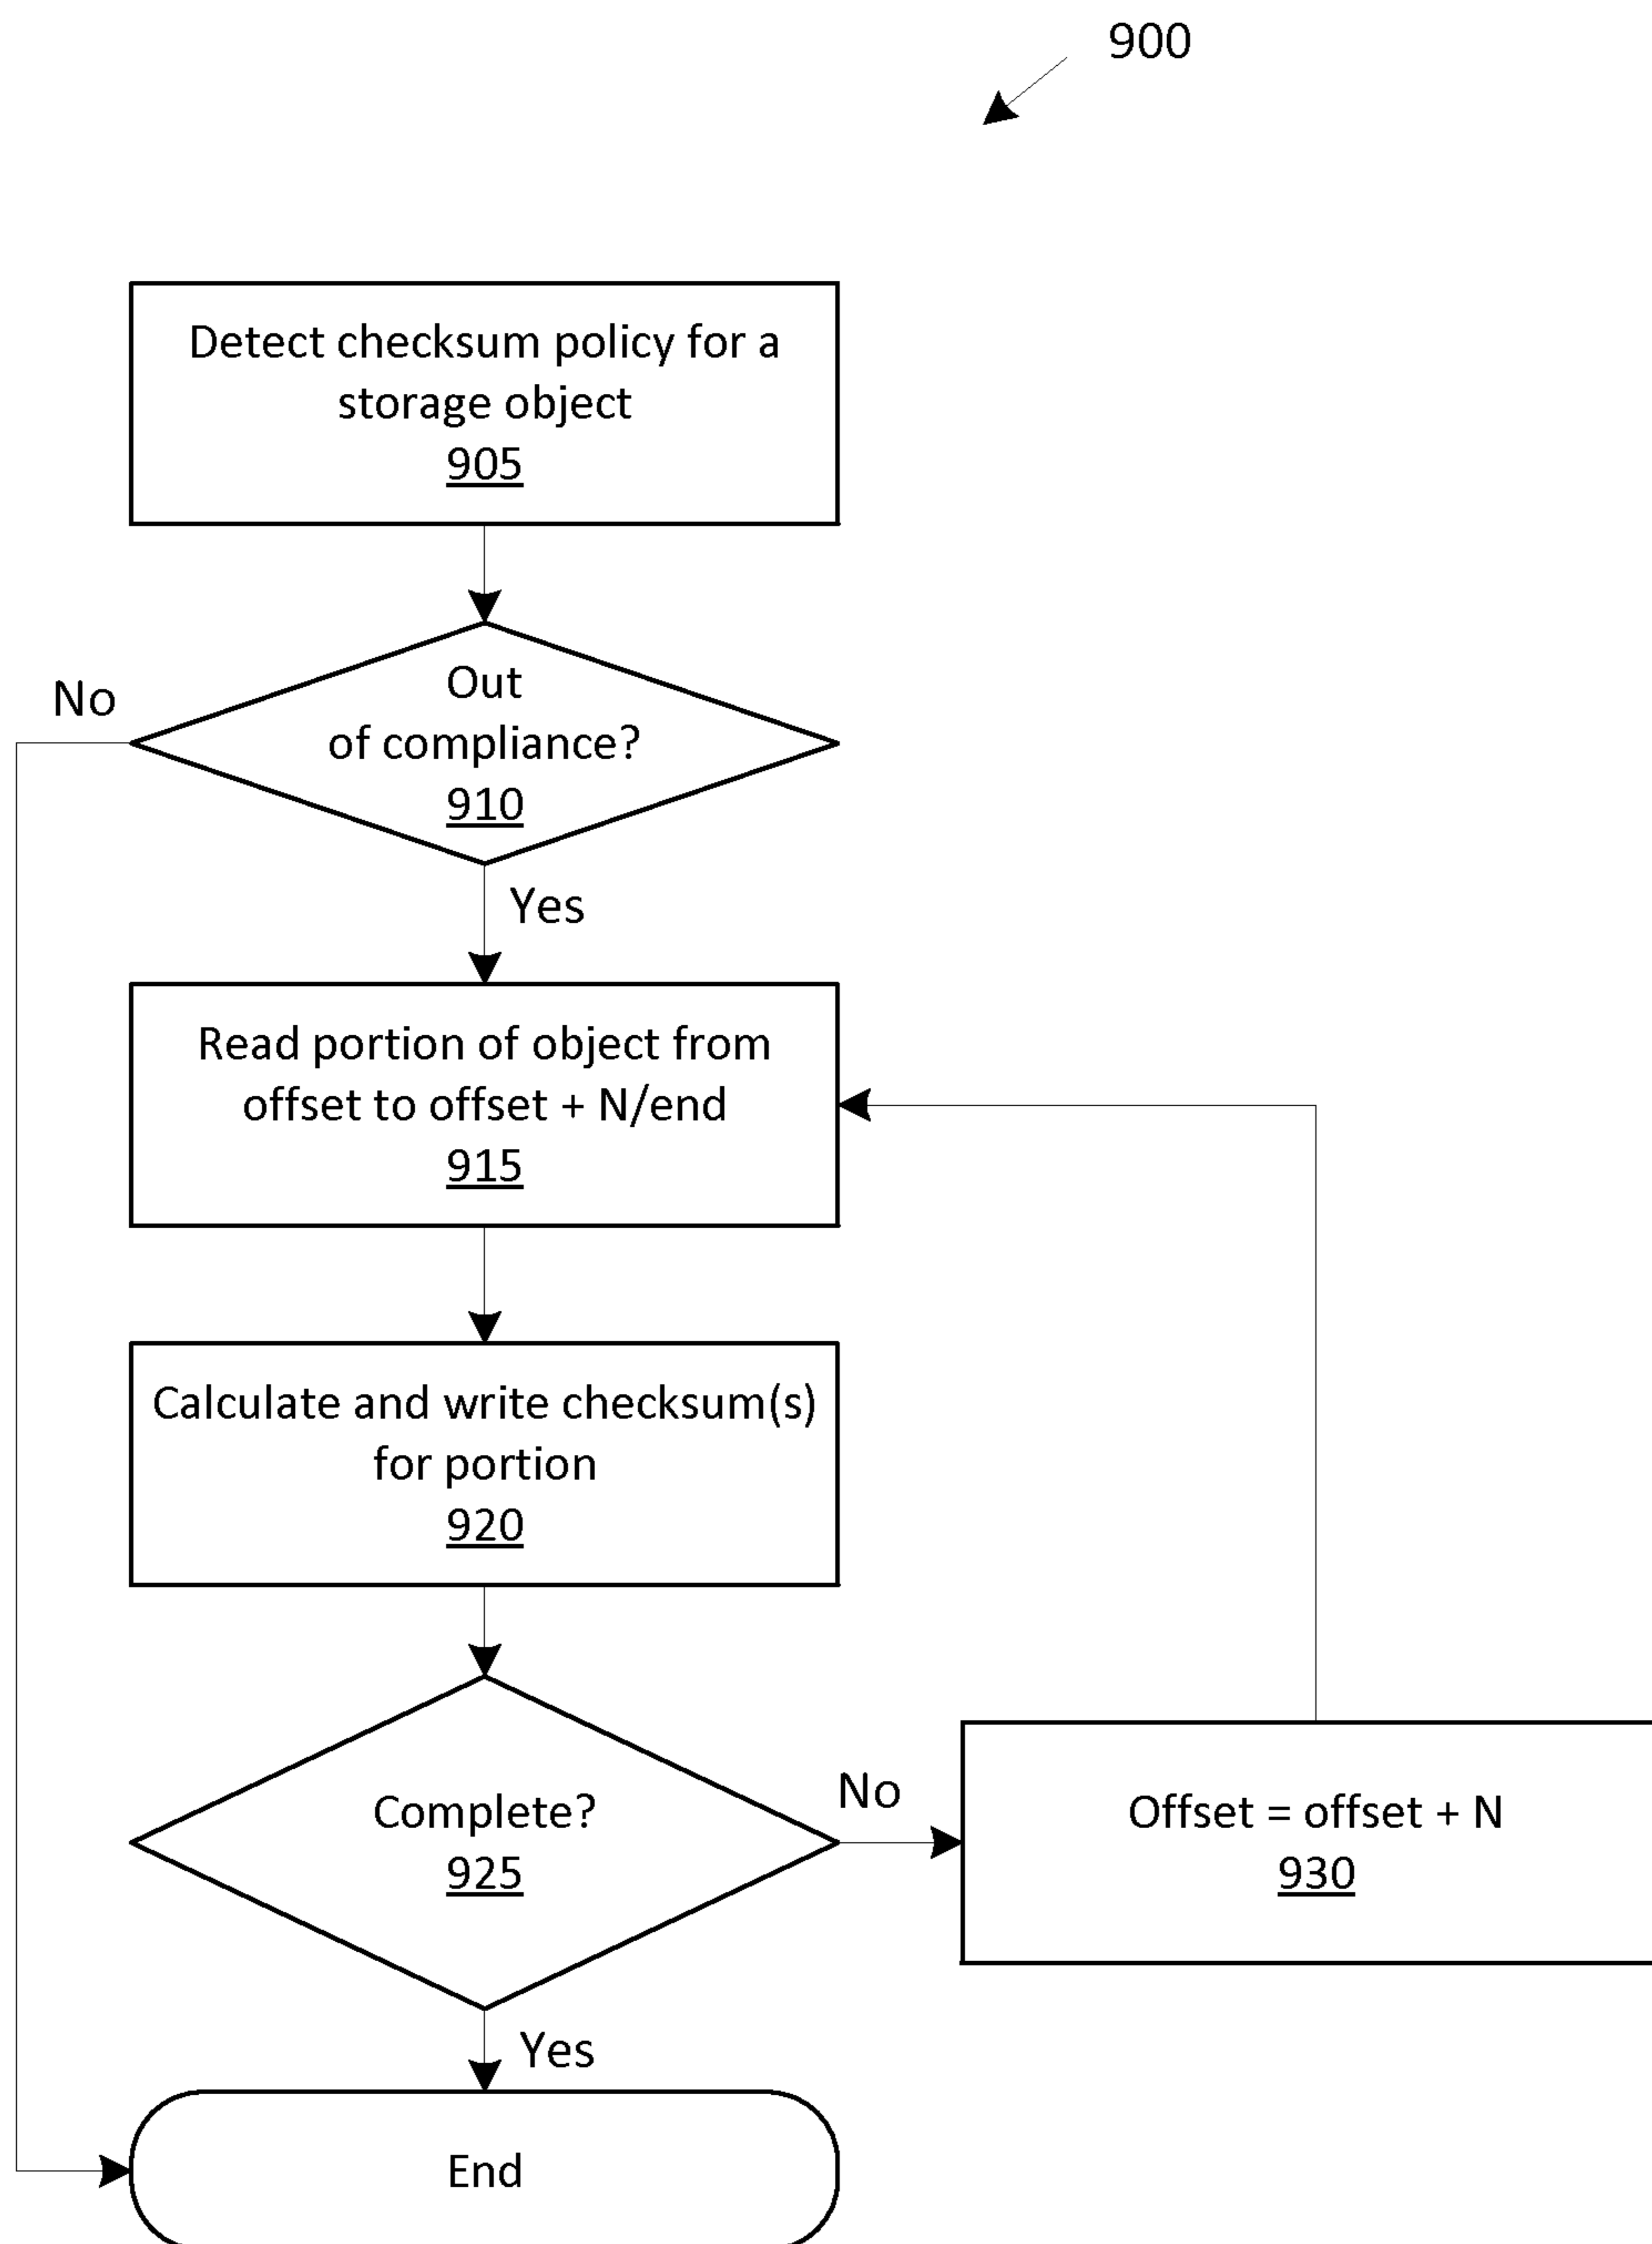 900
Detect checksum policy for a
storage object
905
Out
of compliance?
910
No
Yes
Read portion of object from
offset to offset + N/end
915
Calculate and write checksum(s)
for portion
920
Complete?
925
No
Offset = offset + N
930
Yes
End